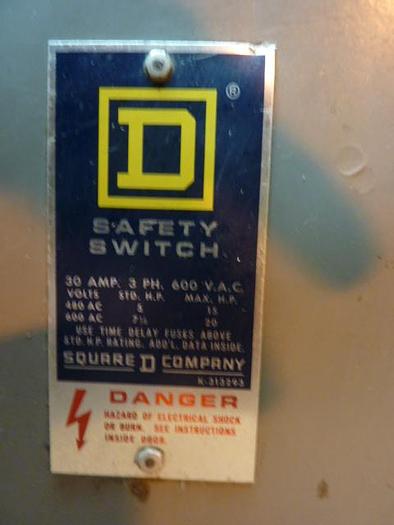 D ®
SAFETY
SWITCH
30 AMP. 3 PH. 600 V.A.C.
VOLTS STD. H.P. MAX. H.P.
480 AC 5 15
600 AC 7½ 20
USE TIME DELAY FUSES ABOVE
STD. H.P. RATING. ADD'L. DATA INSIDE.
SQUARE D COMPANY
K-313293
DANGER
HAZARD OF ELECTRICAL SHOCK
OR BURN. SEE INSTRUCTIONS
INSIDE DOOR.